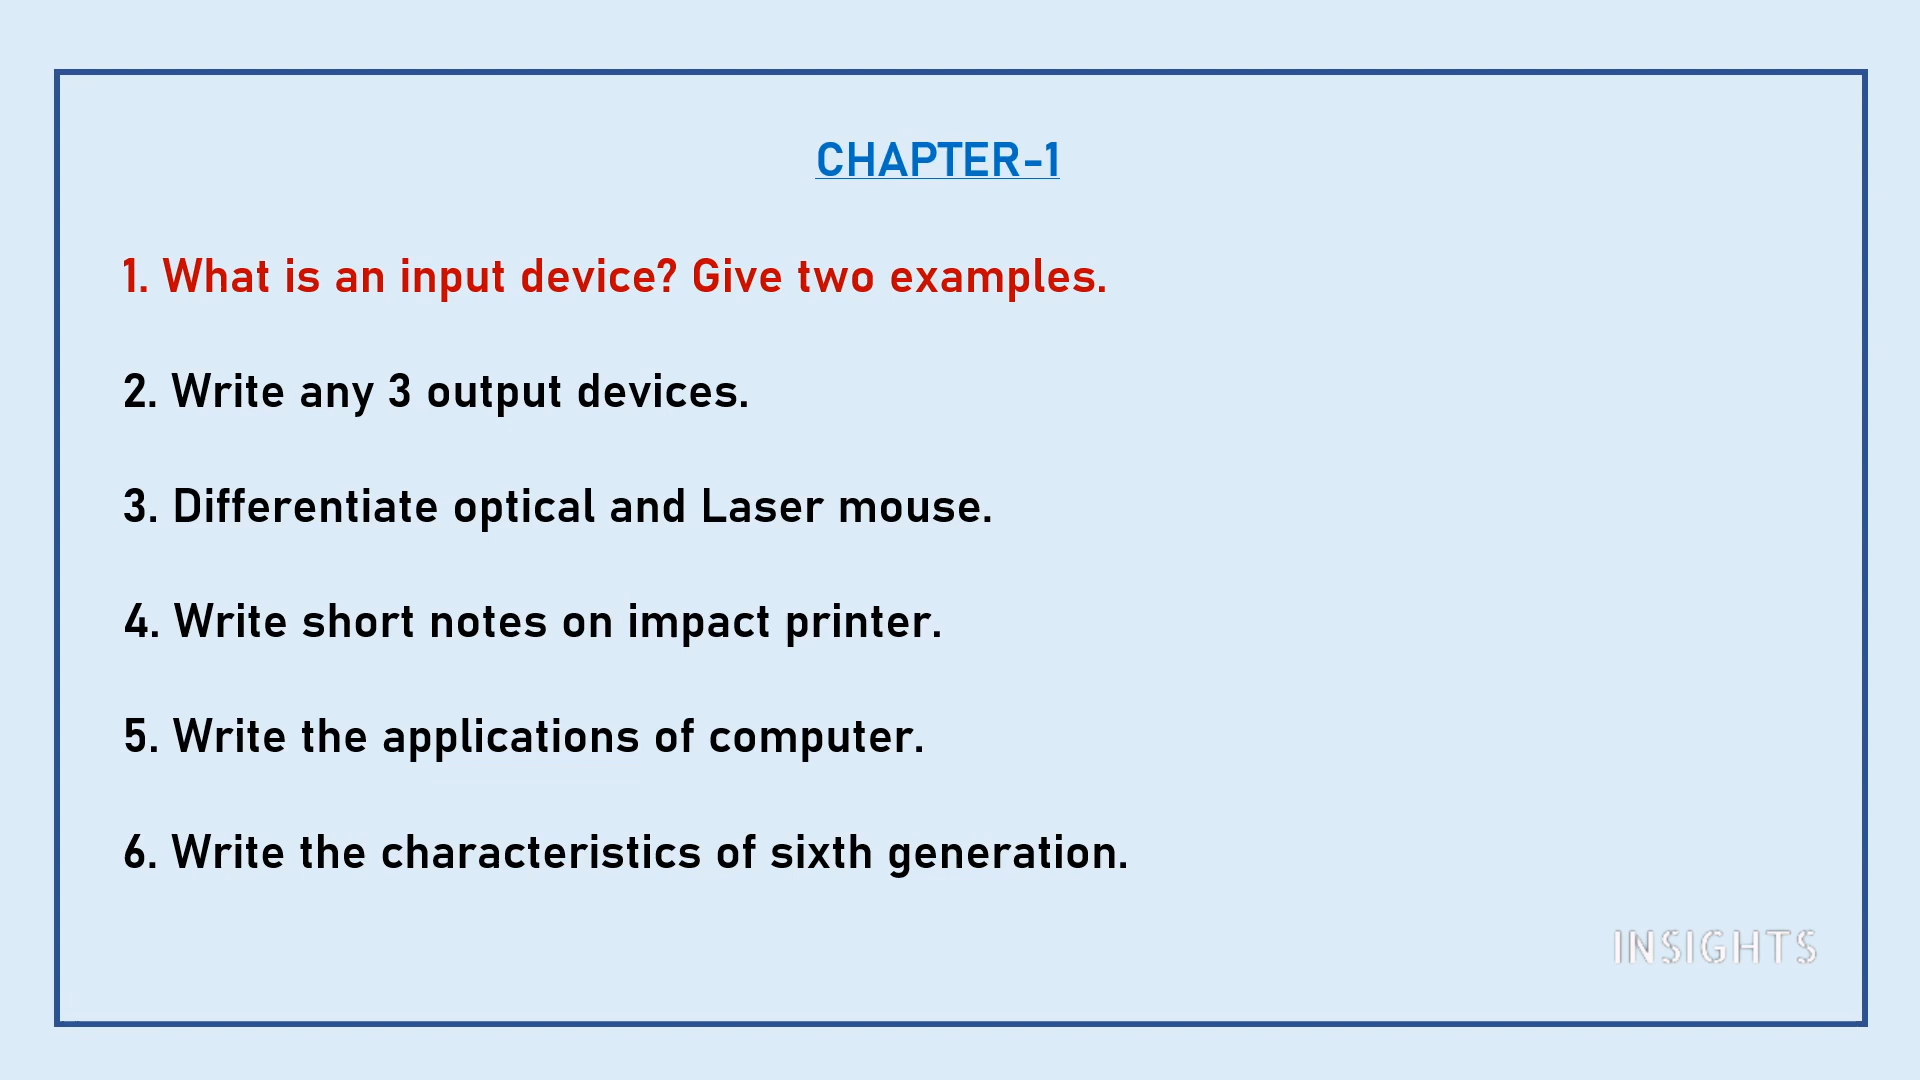 CHAPTER-1
1. What is an input device? Give two examples.
2. Write any 3 output devices.
3. Differentiate optical and Laser mouse.
4. Write short notes on impact printer.
5. Write the applications of computer.
6. Write the characteristics of sixth generation.
INSIGHTS